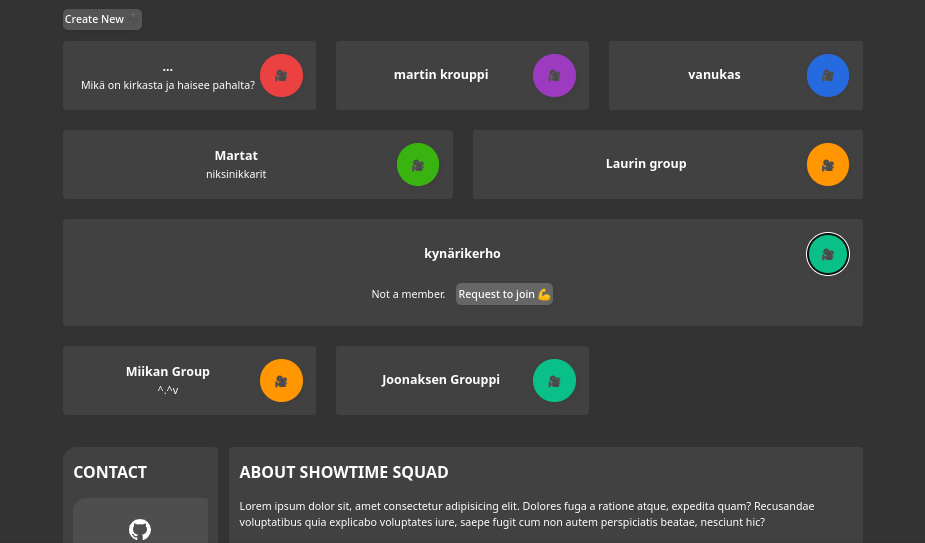 Create New
...
Mikä on kirkasta ja haisee pahalta?
martin krouppi
vanukas
Martat
niksinikkarit
Laurin group
kynärikerho
Not a member. Request to join 💪
Miikan Group
^.^v
Joonaksen Grouppi
CONTACT
ABOUT SHOWTIME SQUAD
Lorem ipsum dolor sit, amet consectetur adipisicing elit. Dolores fuga a ratione atque, expedita quam? Recusandae
voluptatibus quia explicabo voluptates iure, saepe fugit cum non autem perspiciatis beatae, nesciunt hic?